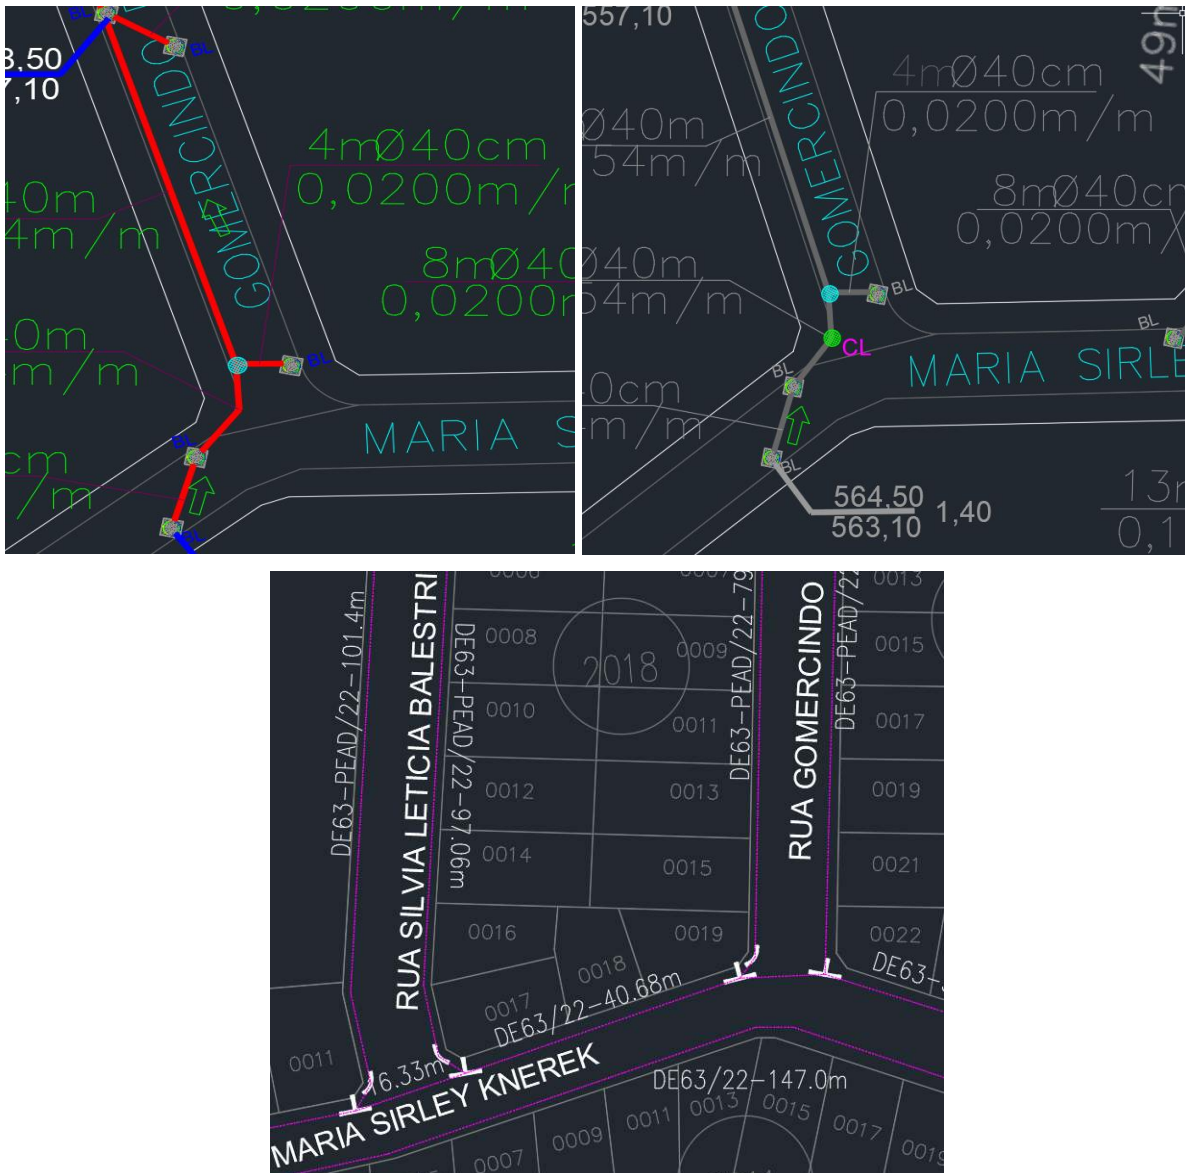 BL
BL
3,50
7,10
GOMERCINDO
4mØ40cm
0,0200m/m
40m
4m/m
8mØ40
0,0200m
0m
m/m
BL
BL
MARIA S
cm
/m
BL
557,10
49m
GOMERCINDO
4mØ40cm
0,0200m/m
Ø40m
54m/m
8mØ40cm
0,0200m/
Ø40m
54m/m
BL
BL
CL
BL
MARIA SIRLE
0cm
m/m
BL
564,50
563,10
1,40
13m
0,1
0006
0007
0013
DE63-PEAD/22-101.4m
RUA SILVIA LETICIA BALESTRI
DE63-PEAD/22-97.06m
0008
2018
0009
DE63-PEAD/22-79
RUA GOMERCINDO
DE63-PEAD/22
0015
0010
0011
0017
0012
0013
0019
0014
0015
0021
0016
0019
0022
0018
DE63-
0017
DE63/22-40.68m
0011
6.33m
MARIA SIRLEY KNEREK
DE63/22-147.0m
0007
0009
0011
0013
0015
0017
0019